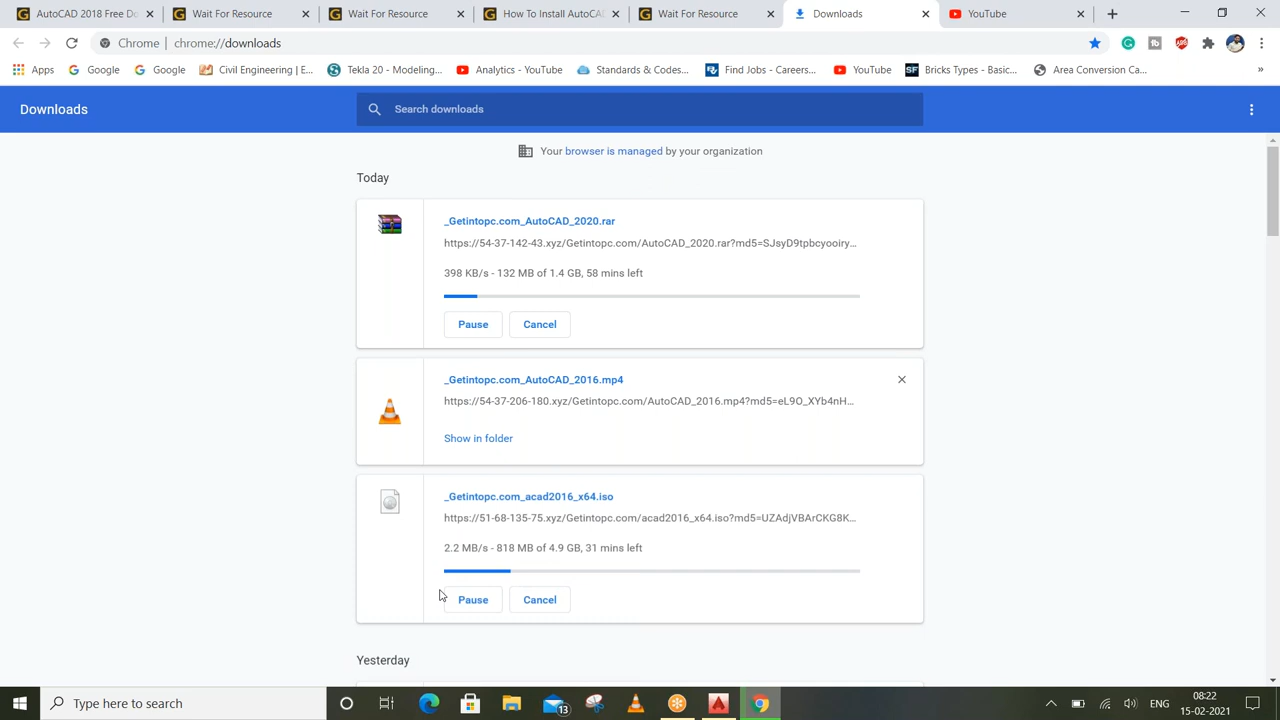 AutoCAD 2018 Free Do
Wait For Resource
Wait For Resource
How To Install AutoCAD
Wait For Resource
Downloads
YouTube
Chrome | chrome://downloads
Apps
Google
Google
Civil Engineering | E...
Tekla 20 - Modeling...
Analytics - YouTube
Standards & Codes...
Find Jobs - Careers...
YouTube
Bricks Types - Basic...
Area Conversion Ca...
»
Downloads
Search downloads
Your browser is managed by your organization
Today
_Getintopc.com_AutoCAD_2020.rar
https://54-37-142-43.xyz/Getintopc.com/AutoCAD_2020.rar?md5=SJsyD9tpbcyooiry...
398 KB/s - 132 MB of 1.4 GB, 58 mins left
Pause
Cancel
_Getintopc.com_AutoCAD_2016.mp4
https://54-37-206-180.xyz/Getintopc.com/AutoCAD_2016.mp4?md5=eL9O_XYb4nH...
Show in folder
_Getintopc.com_acad2016_x64.iso
https://51-68-135-75.xyz/Getintopc.com/acad2016_x64.iso?md5=UZAdjVBArCKG8K...
2.2 MB/s - 818 MB of 4.9 GB, 31 mins left
Pause
Cancel
Yesterday
Type here to search
13
ENG
08:22
15-02-2021